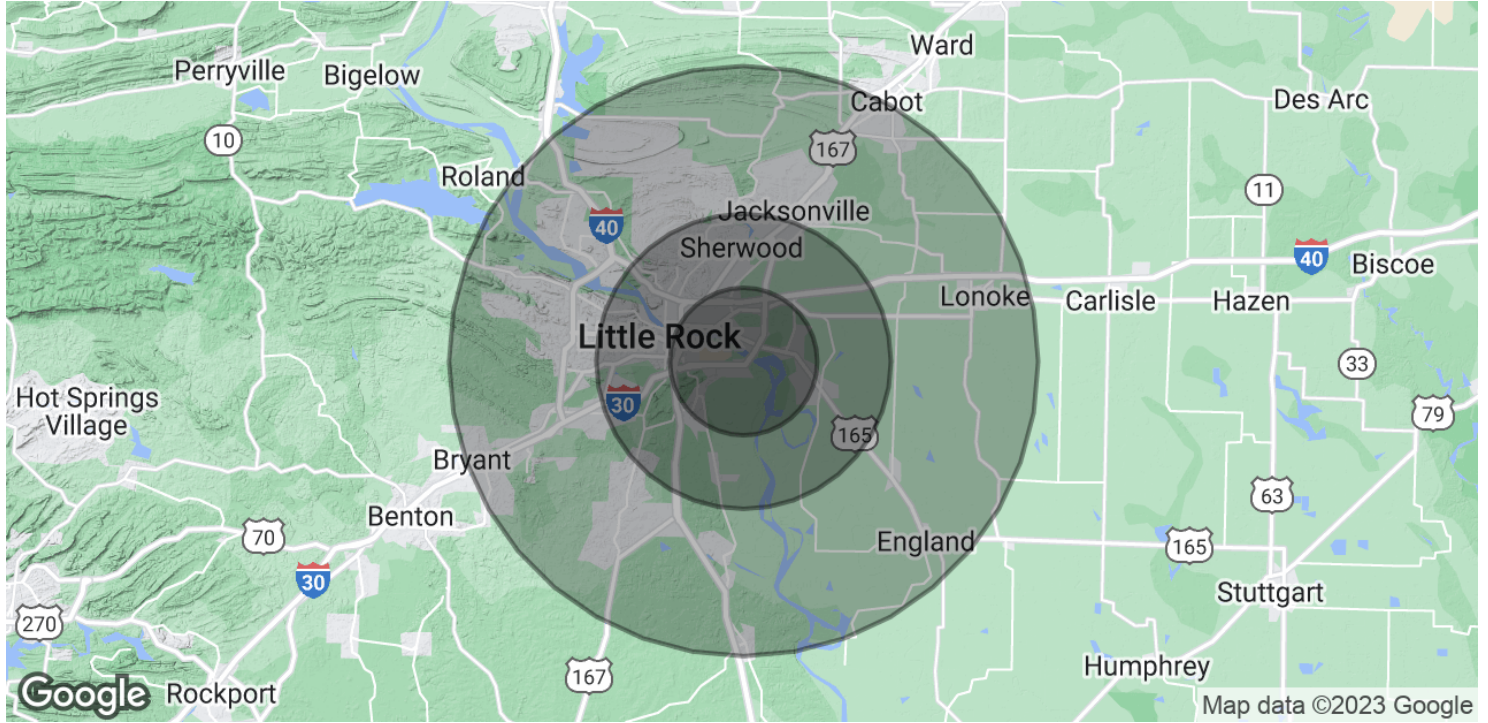 Ward
Perryville
Bigelow
Cabot
Des Arc
10
167
Roland
11
Jacksonville
40
Sherwood
40
Biscoe
Lonoke
Carlisle
Hazen
Little Rock
33
Hot Springs
Village
30
79
165
Bryant
63
Benton
70
England
165
30
Stuttgart
270
Humphrey
167
Rockport
Google
Map data ©2023 Google